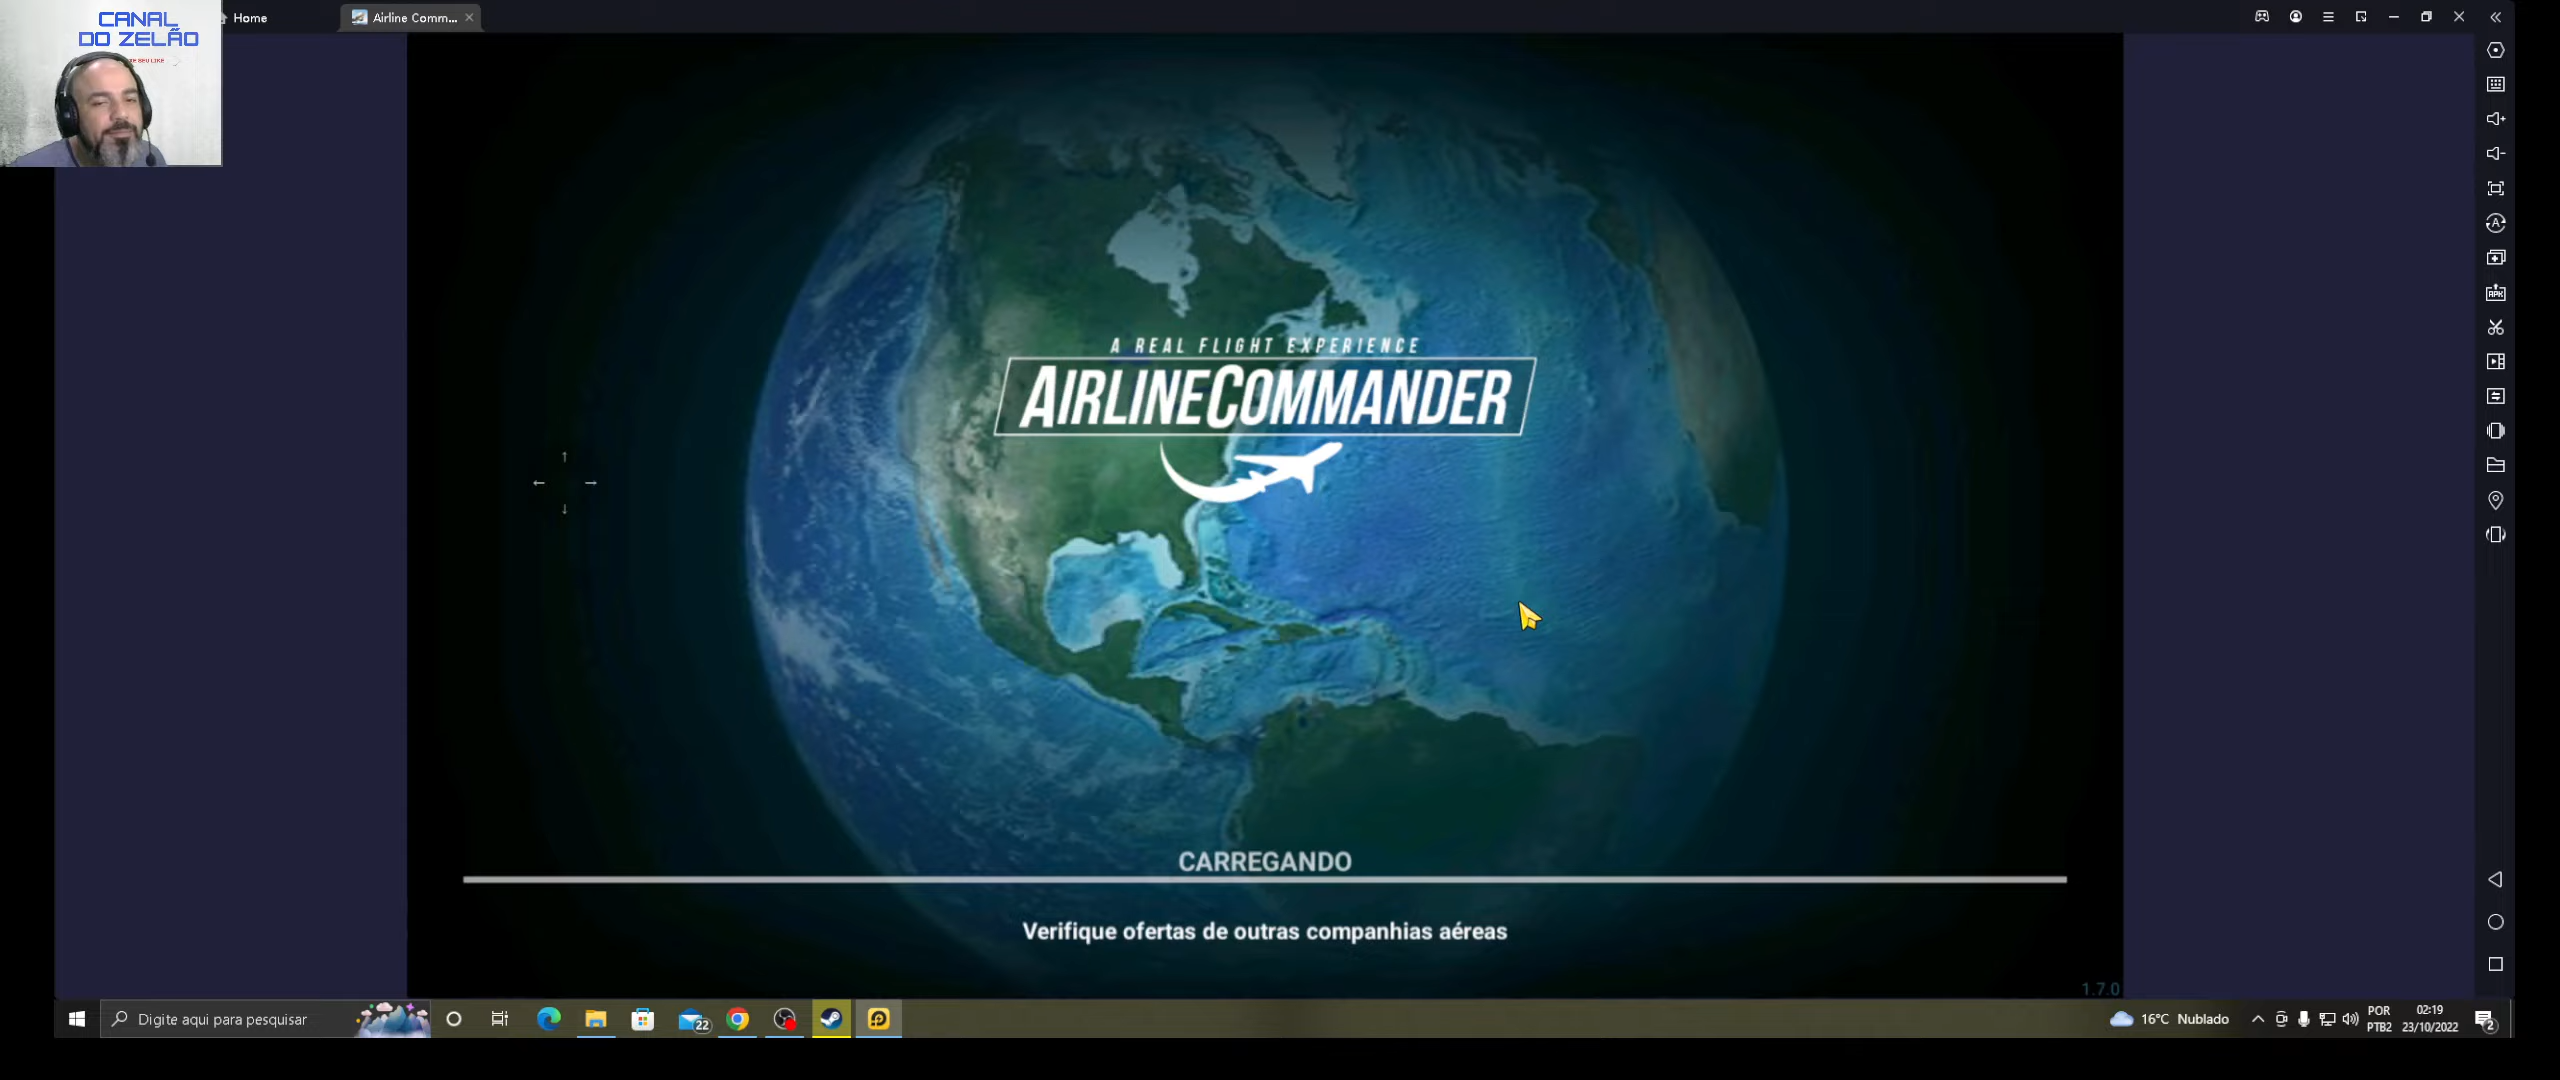 CANAL
DO ZELÃO
Home
Airline Comm...
A REAL FLIGHT EXPERIENCE
AIRLINECOMMANDER
CARREGANDO
Verifique ofertas de outras companhias aéreas
1.7.0
Digite aqui para pesquisar
22
16°C Nublado
POR
PTB2
02:19
23/10/2022
2